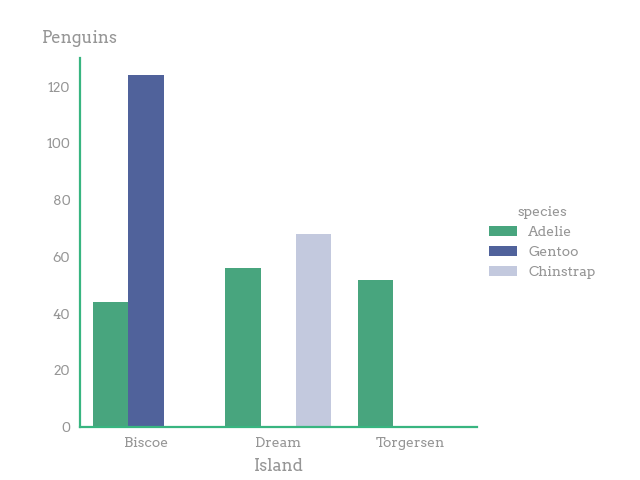 Penguins
120
100
80
60
40
20
0
Biscoe Dream Torgersen
Island
species
Adelie
Gentoo
Chinstrap